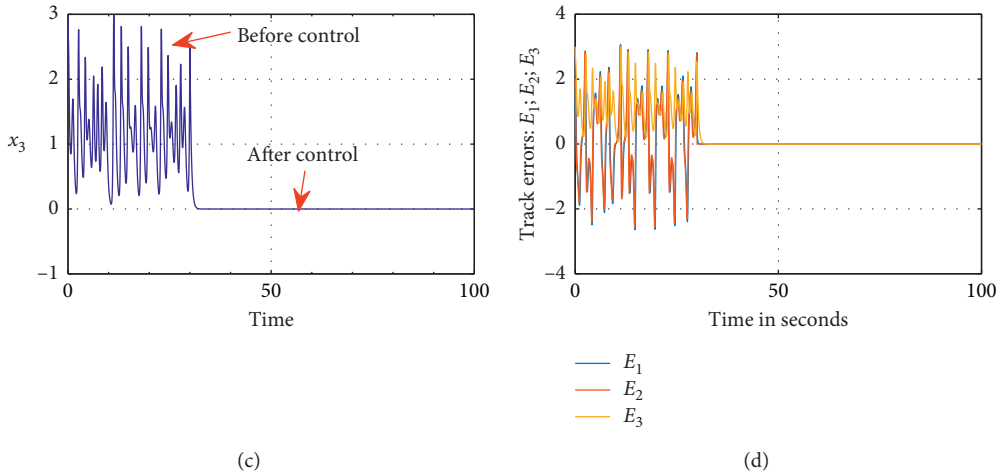 3
2
1
0
−1
x3
Before control
After control
0
50
100
Time
(c)
4
2
0
−2
−4
Track errors: E1; E2; E3
0
50
100
Time in seconds
E1
E2
E3
(d)